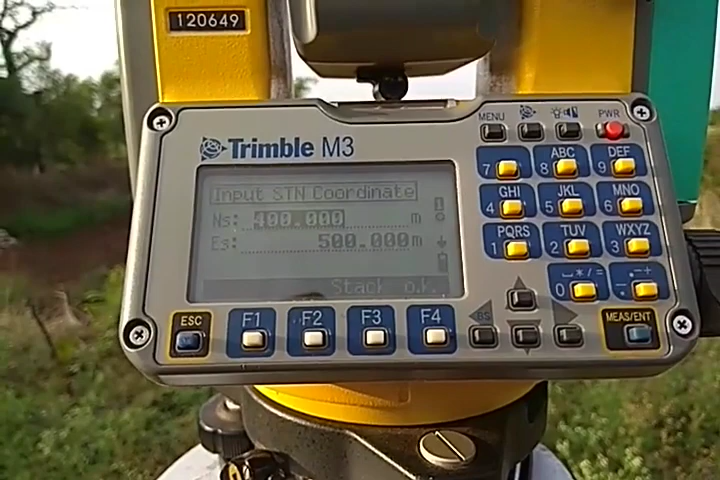 120649
Trimble M3
MENU
PWR
Input STN Coordinate
Ns: 400.000 m
Es: 500.000m
Stack o.k.
7 ABC 8 DEF 9
GHI 4 JKL 5 MNO 6
PQRS 1 TUV 2 WXYZ 3
0 ␣*/= . -+
ESC F1 F2 F3 F4 BS MEAS/ENT